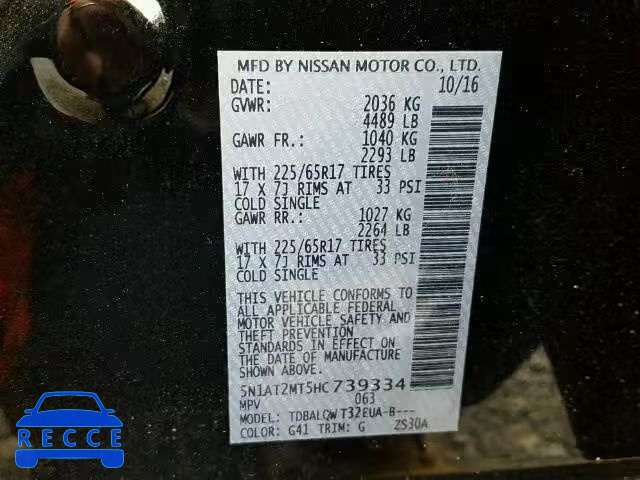 MFD BY NISSAN MOTOR CO., LTD.
DATE: 10/16
GVWR: 2036 KG
4489 LB
GAWR FR.: 1040 KG
2293 LB
WITH 225/65R17 TIRES
17 X 7J RIMS AT 33 PSI
COLD SINGLE
GAWR RR.: 1027 KG
2264 LB
WITH 225/65R17 TIRES
17 X 7J RIMS AT 33 PSI
COLD SINGLE
THIS VEHICLE CONFORMS TO
ALL APPLICABLE FEDERAL
MOTOR VEHICLE SAFETY AND
THEFT PREVENTION
STANDARDS IN EFFECT ON
THE DATE OF MANUFACTURE
SHOWN ABOVE.
5N1AT2MT5HC739334
MPV 063
MODEL: TDBALQWT32EUA-B---
COLOR: G41 TRIM: G ZS30A
RECCE